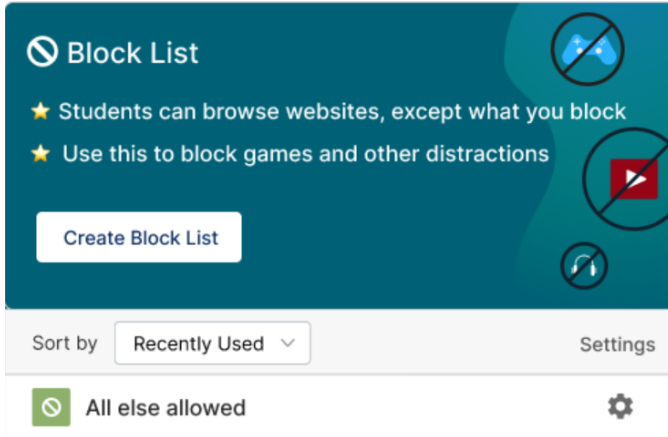 Block List
Students can browse websites, except what you block
Use this to block games and other distractions
Create Block List
Sort by Recently Used Settings
All else allowed